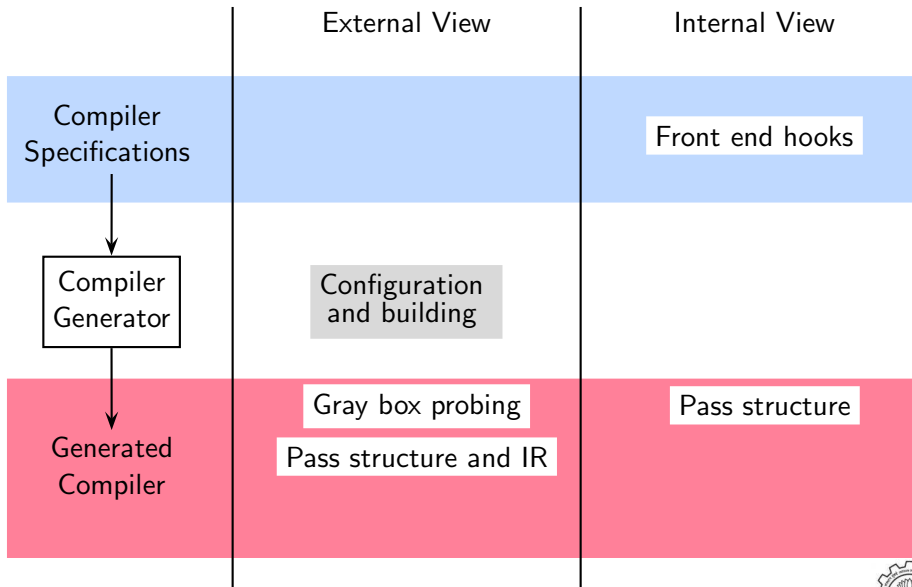 External View
Internal View
Compiler
Specifications
Front end hooks
Compiler
Generator
Configuration
and building
Gray box probing
Pass structure
Pass structure and IR
Generated
Compiler